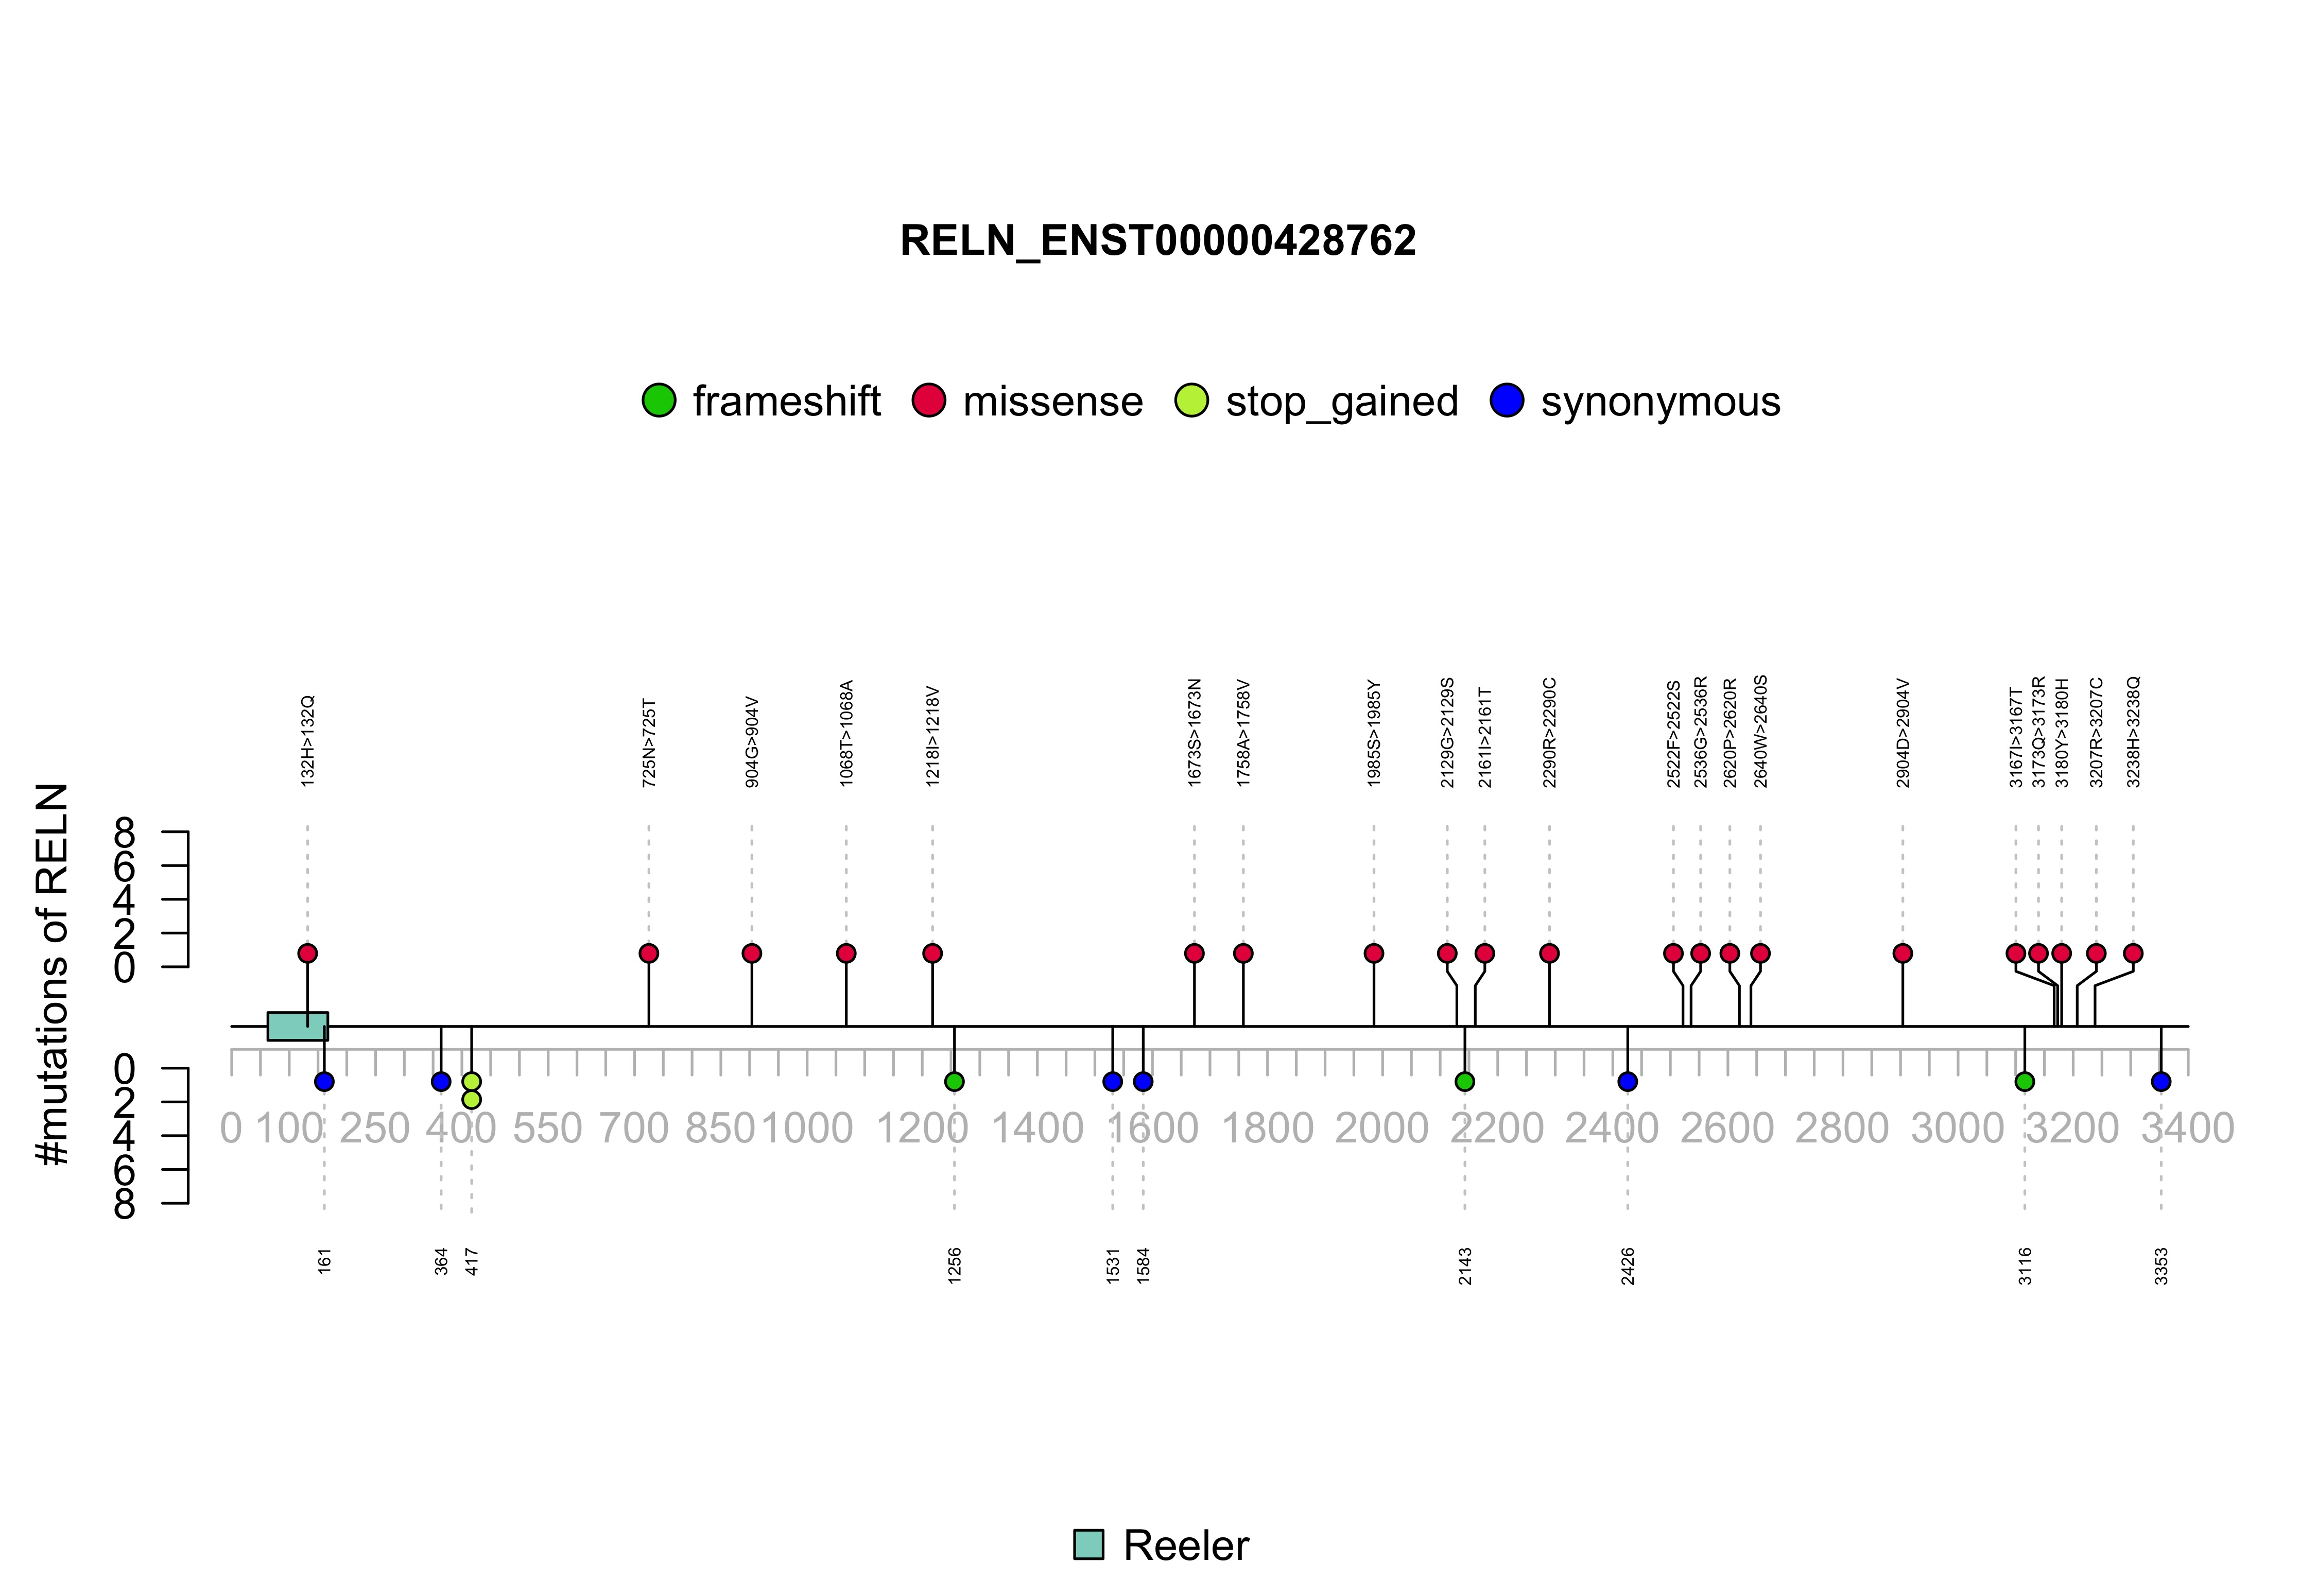 RELN_ENST00000428762
frameshift missense stop_gained synonymous
132H>132Q
725N>725T
904G>904V
1068T>1068A
1218I>1218V
1673S>1673N
1758A>1758V
1985S>1985Y
2129G>2129S
2161I>2161T
2290R>2290C
2522F>2522S
2536G>2536R
2620P>2620R
2640W>2640S
2904D>2904V
3167I>3167T
3173Q>3173R
3180Y>3180H
3207R>3207C
3238H>3238Q
#mutations of RELN
8
6
4
2
0
0
2
4
6
8
0 100 250 400 550 700 850 1000 1200 1400 1600 1800 2000 2200 2400 2600 2800 3000 3200 3400
161
364
417
1256
1531
1584
2143
2426
3116
3353
Reeler